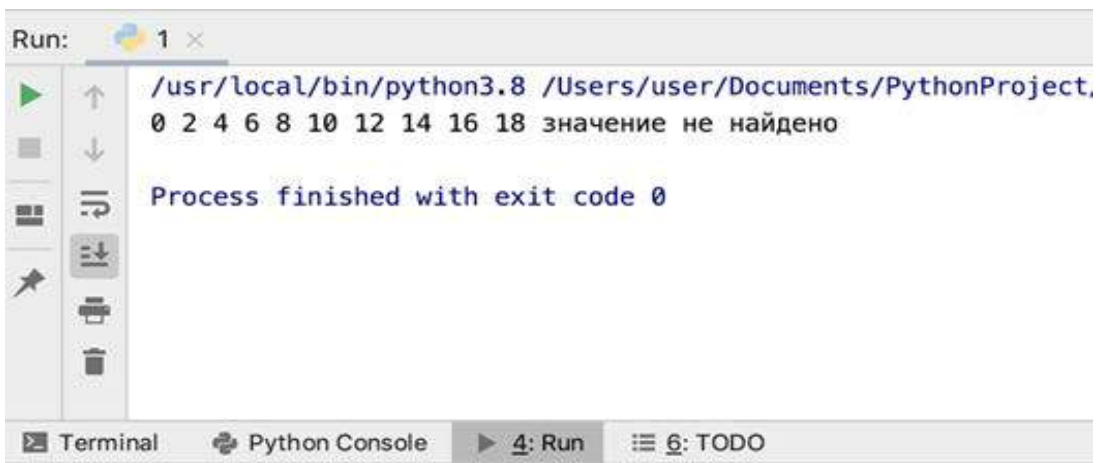 Run: 1
/usr/local/bin/python3.8 /Users/user/Documents/PythonProject/
0 2 4 6 8 10 12 14 16 18 значение не найдено
Process finished with exit code 0
Terminal Python Console 4: Run 6: TODO